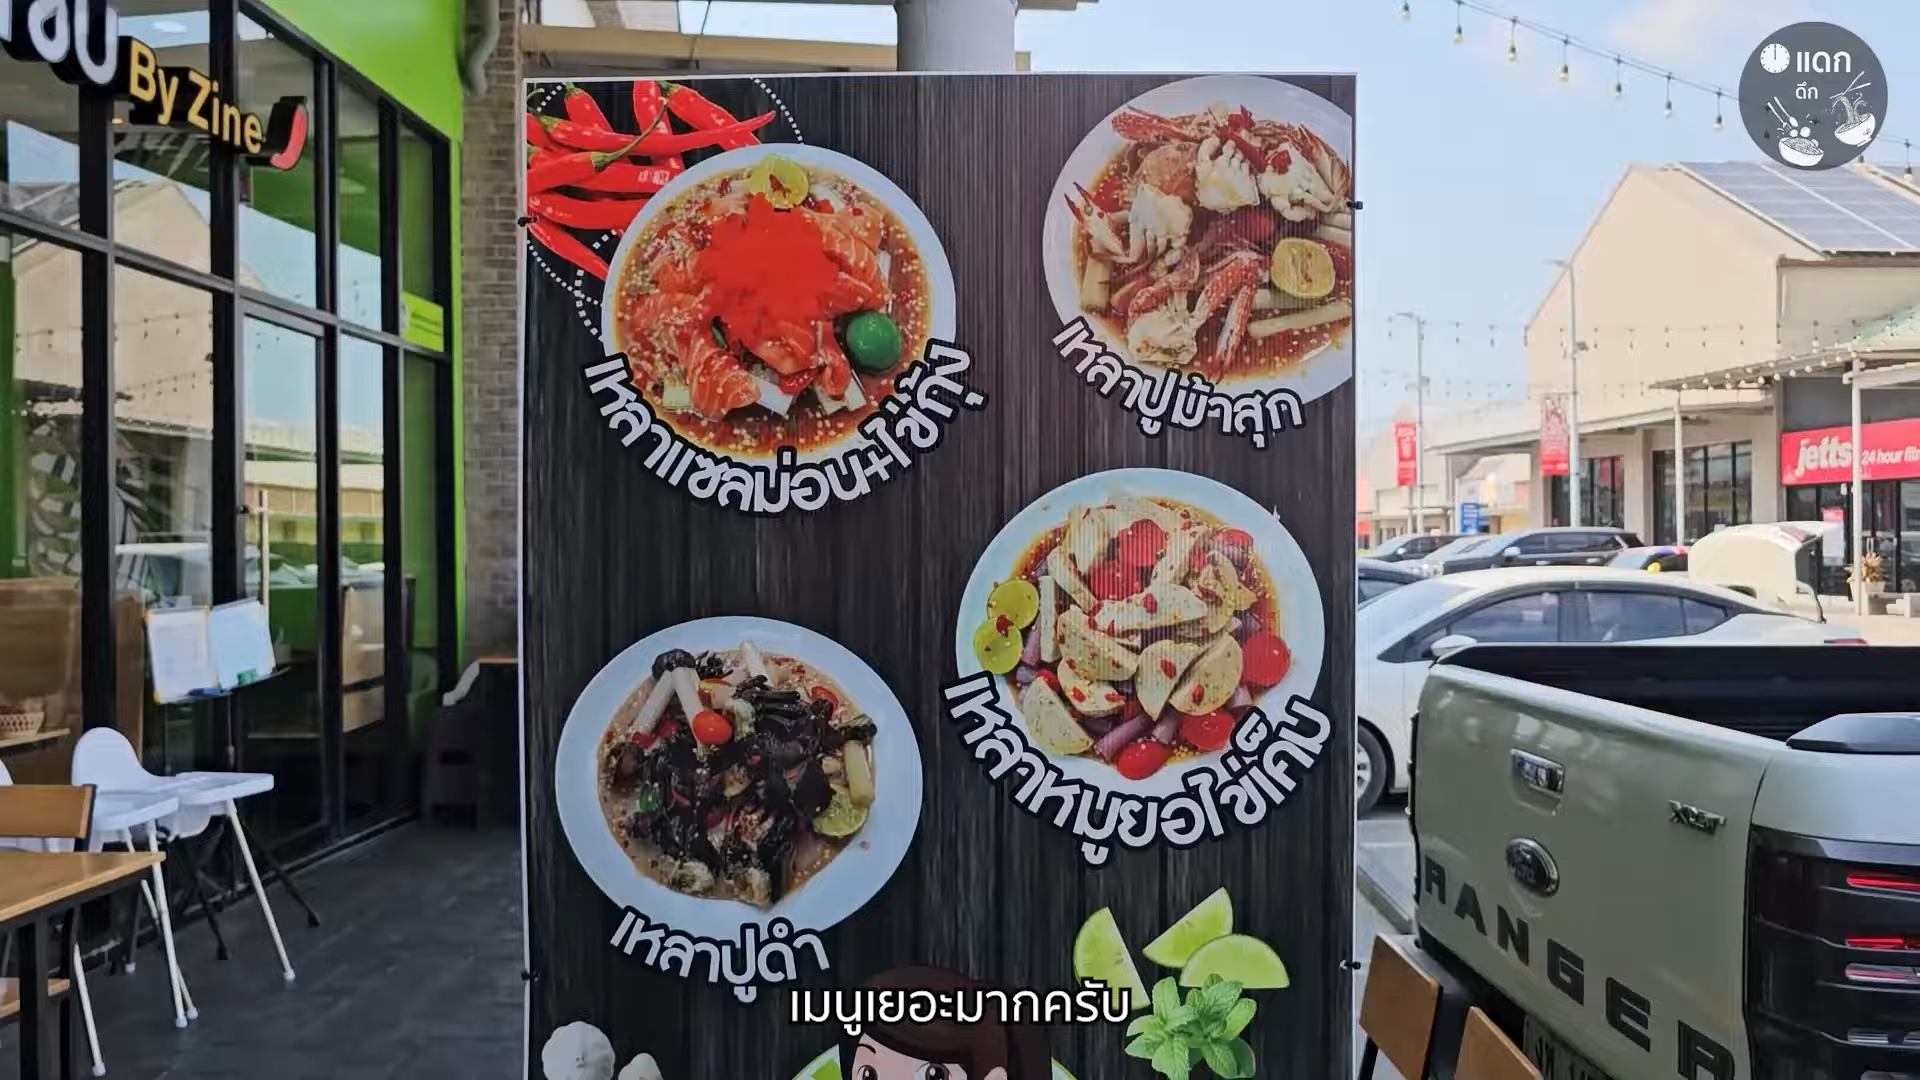 By Zine
แดก
ดึก
เหลาแซลม่อน+ไข่กุ้ง
เหลาปูม้าสุก
เหลาหมูยอไข่เค็ม
เหลาปูดำ
jetts
24 hour
XLT
RANGER
เมนูเยอะมากครับ